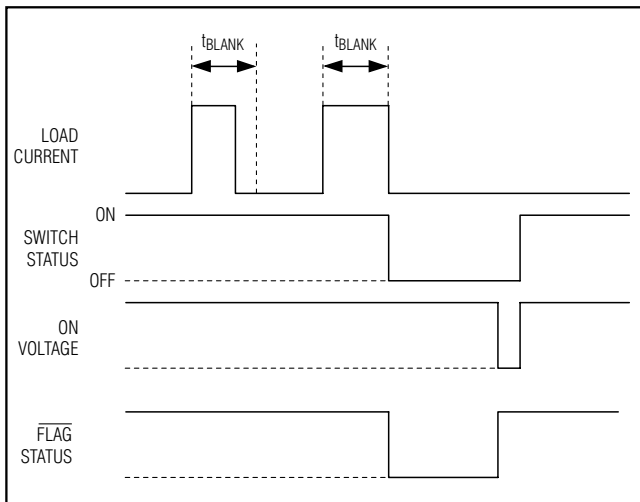 tBLANK tBLANK
LOAD
CURRENT
ON
SWITCH
STATUS
OFF
ON
VOLTAGE
FLAG
STATUS